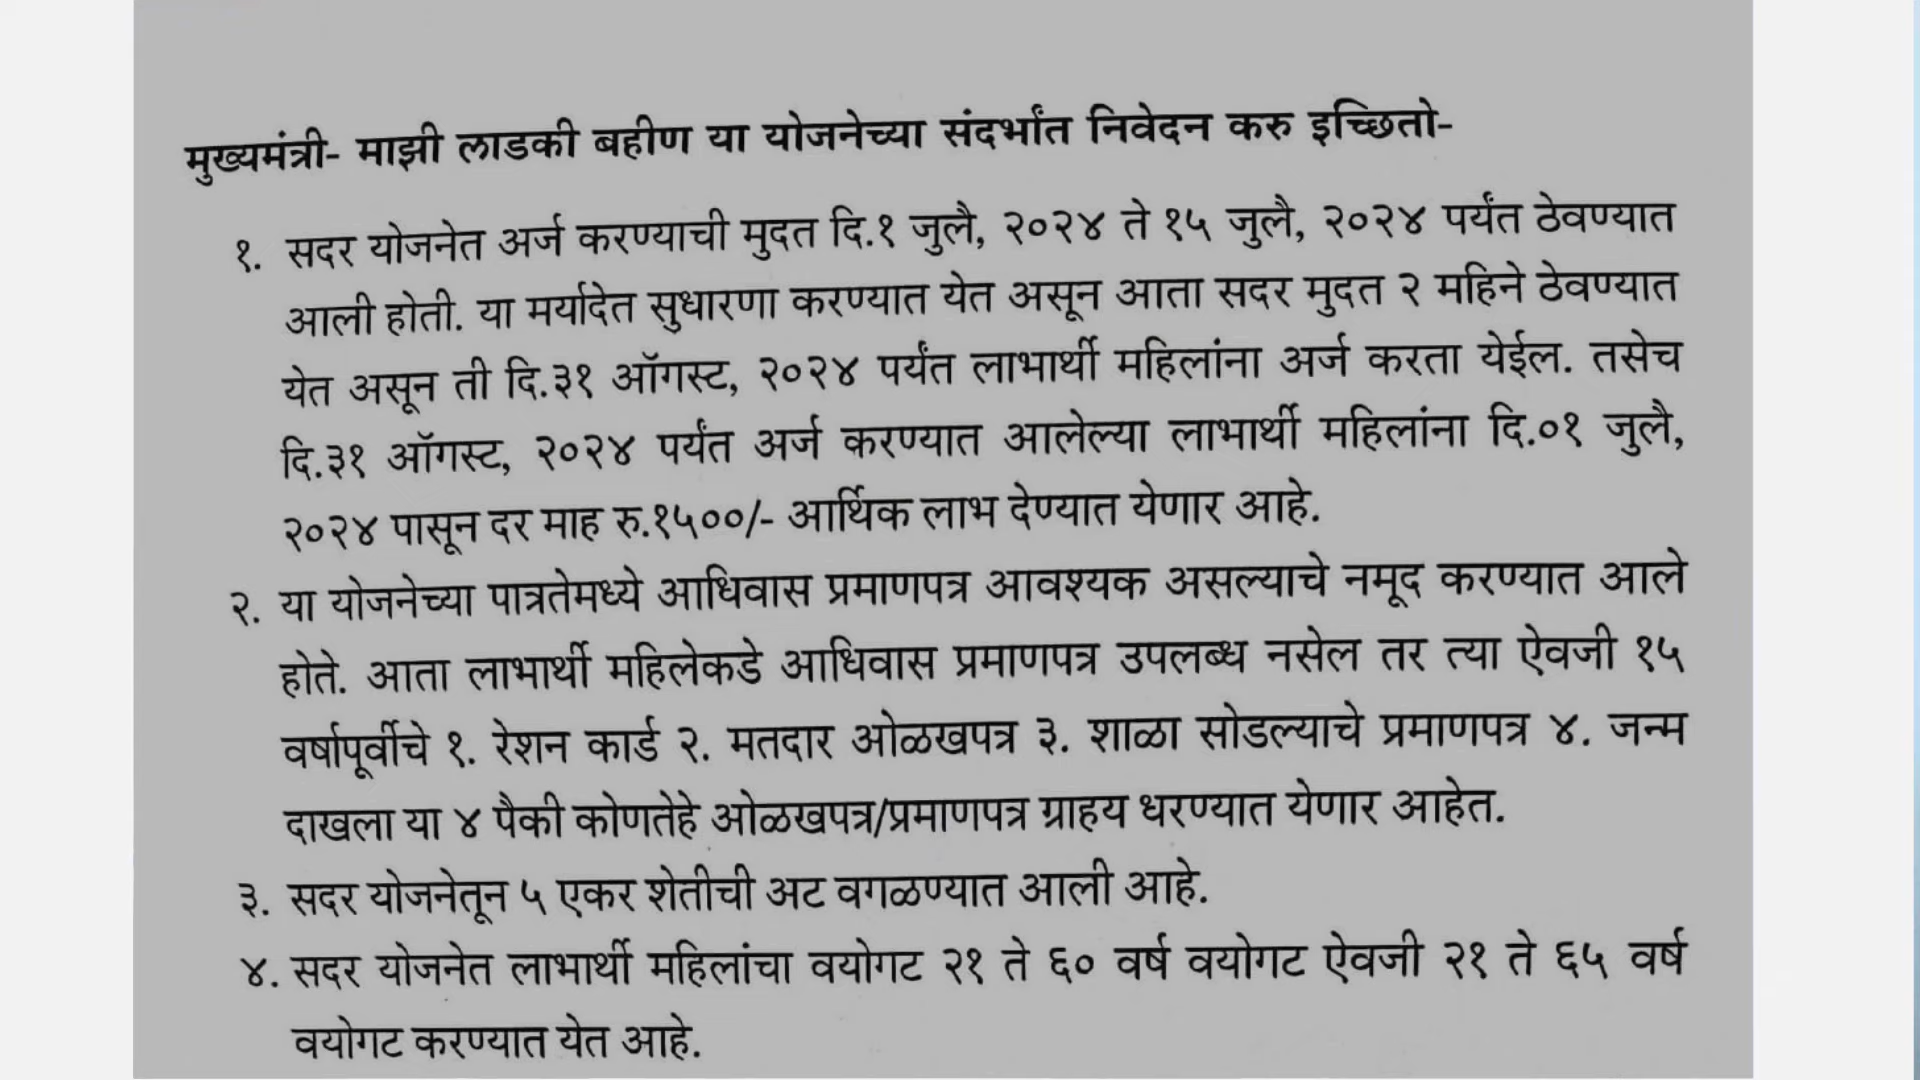 मुख्यमंत्री- माझी लाडकी बहीण या योजनेच्या संदर्भांत निवेदन करु इच्छितो-
१. सदर योजनेत अर्ज करण्याची मुदत दि.१ जुलै, २०२४ ते १५ जुलै, २०२४ पर्यंत ठेवण्यात
आली होती. या मर्यादेत सुधारणा करण्यात येत असून आता सदर मुदत २ महिने ठेवण्यात
येत असून ती दि.३१ ऑगस्ट, २०२४ पर्यंत लाभार्थी महिलांना अर्ज करता येईल. तसेच
दि.३१ ऑगस्ट, २०२४ पर्यंत अर्ज करण्यात आलेल्या लाभार्थी महिलांना दि.०१ जुलै,
२०२४ पासून दर माह रु.१५००/- आर्थिक लाभ देण्यात येणार आहे.
२. या योजनेच्या पात्रतेमध्ये आधिवास प्रमाणपत्र आवश्यक असल्याचे नमूद करण्यात आले
होते. आता लाभार्थी महिलेकडे आधिवास प्रमाणपत्र उपलब्ध नसेल तर त्या ऐवजी १५
वर्षापूर्वीचे १. रेशन कार्ड २. मतदार ओळखपत्र ३. शाळा सोडल्याचे प्रमाणपत्र ४. जन्म
दाखला या ४ पैकी कोणतेहे ओळखपत्र/प्रमाणपत्र ग्राहय धरण्यात येणार आहेत.
३. सदर योजनेतून ५ एकर शेतीची अट वगळण्यात आली आहे.
४. सदर योजनेत लाभार्थी महिलांचा वयोगट २१ ते ६० वर्ष वयोगट ऐवजी २१ ते ६५ वर्ष
वयोगट करण्यात येत आहे.